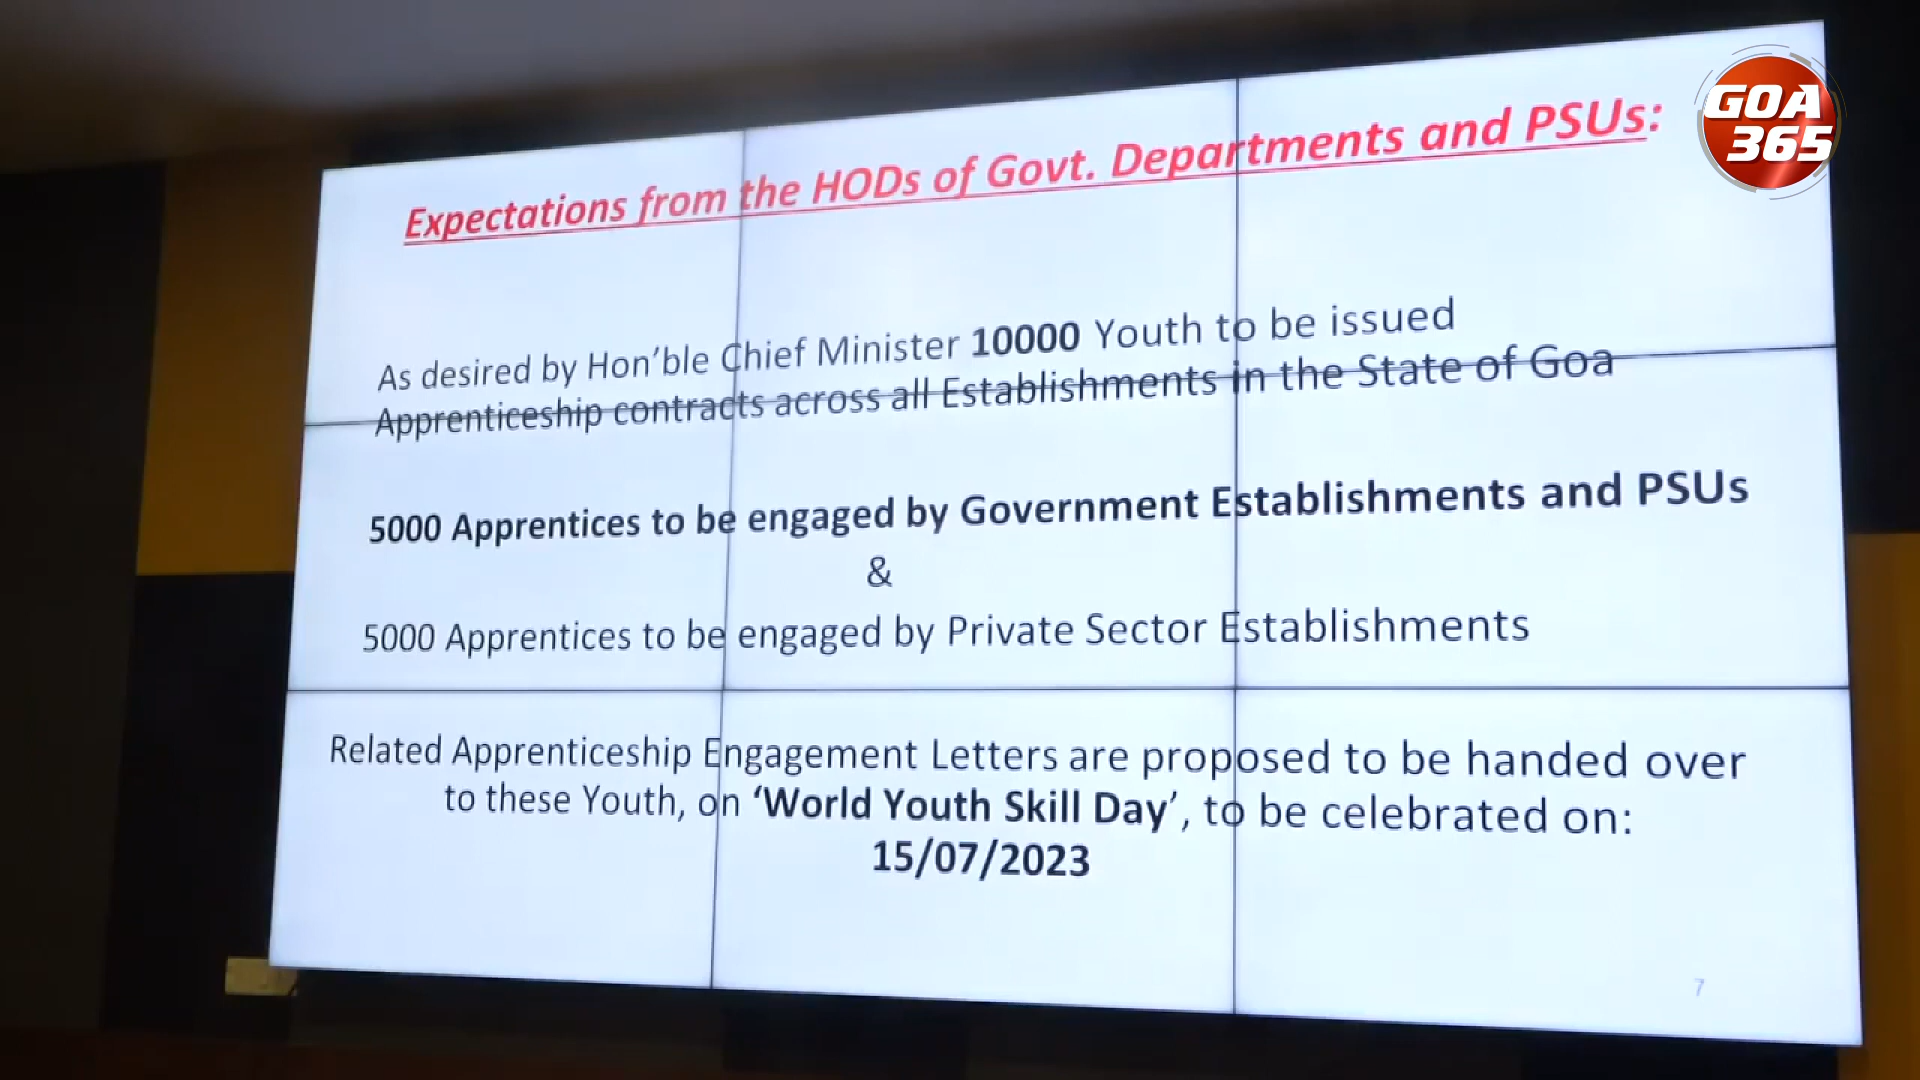 GOA
365
Expectations from the HODs of Govt. Departments and PSUs:
As desired by Hon'ble Chief Minister 10000 Youth to be issued
Apprenticeship contracts across all Establishments in the State of Goa
5000 Apprentices to be engaged by Government Establishments and PSUs
&
5000 Apprentices to be engaged by Private Sector Establishments
Related Apprenticeship Engagement Letters are proposed to be handed over
to these Youth, on ‘World Youth Skill Day’, to be celebrated on:
15/07/2023
7